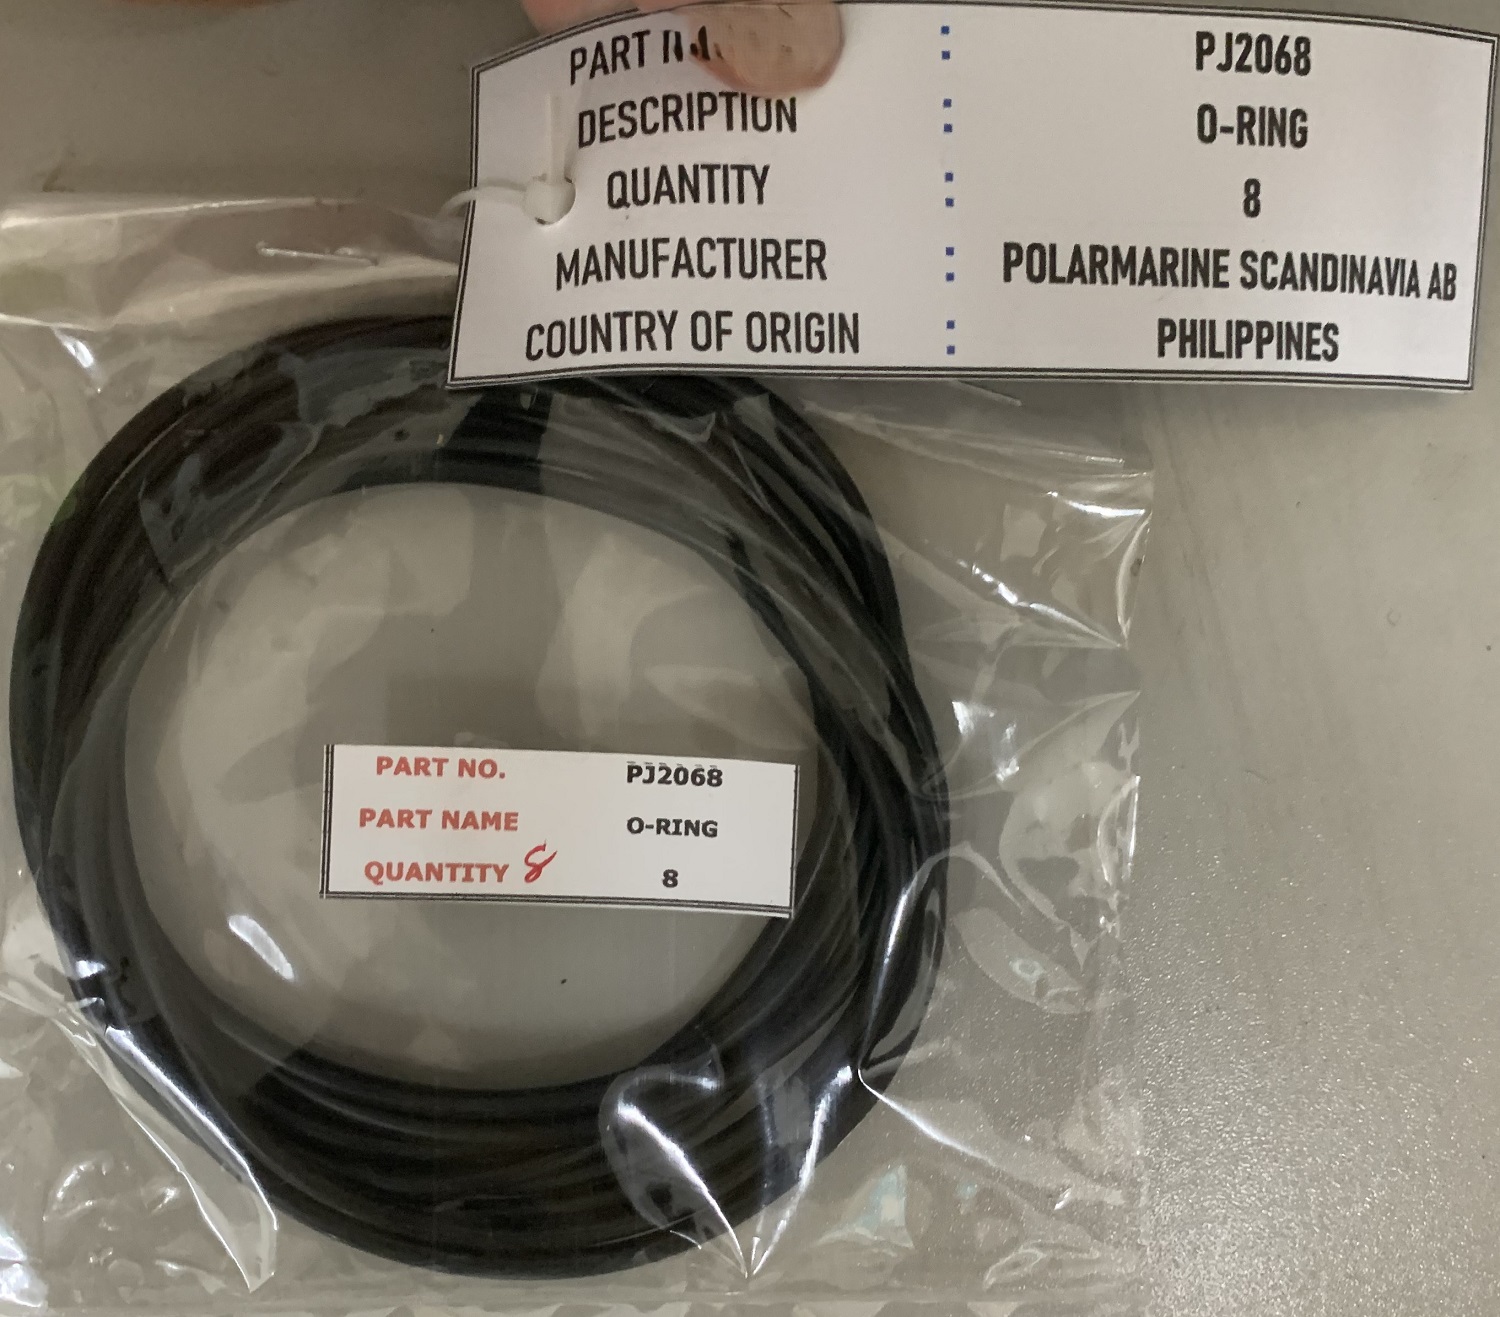 PART : PJ2068
DESCRIPTION : O-RING
QUANTITY : 8
MANUFACTURER : POLARMARINE SCANDINAVIA AB
COUNTRY OF ORIGIN : PHILIPPINES
PART NO. PJ2068
PART NAME O-RING
QUANTITY 8 8